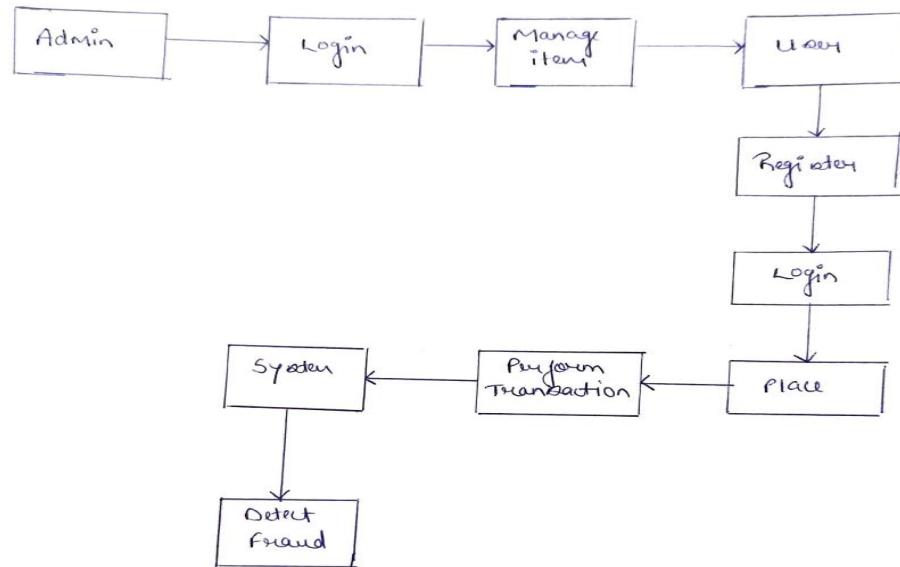 Admin
Login
Manage
item
User
Register
Login
Place
Perform
Transaction
System
Detect
Fraud